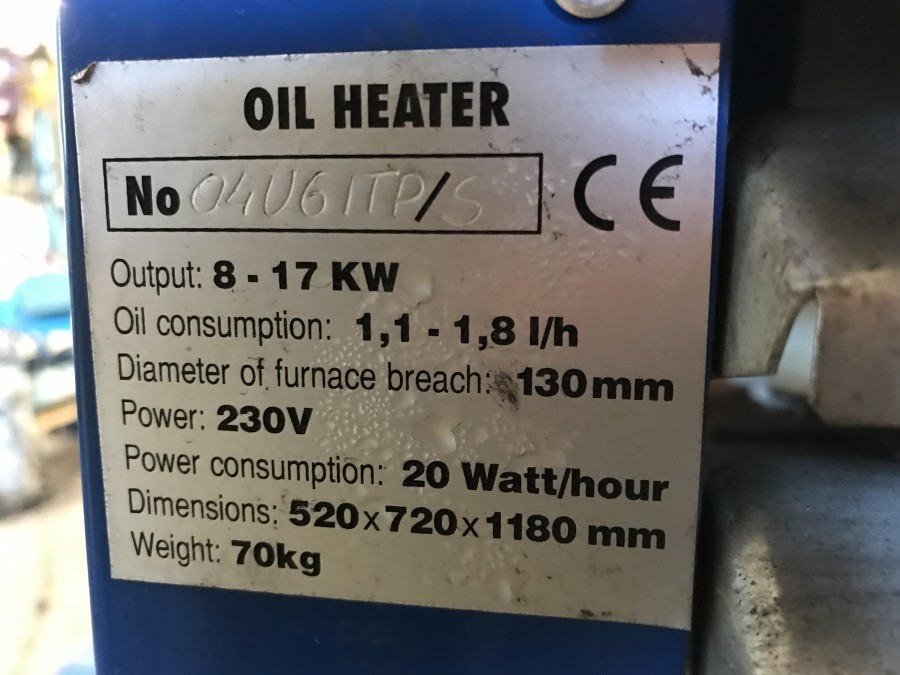 OIL HEATER
No 04U61TP/S CE
Output: 8 - 17 KW
Oil consumption: 1,1 - 1,8 l/h
Diameter of furnace breach: 130mm
Power: 230V
Power consumption: 20 Watt/hour
Dimensions: 520x720x1180 mm
Weight: 70kg